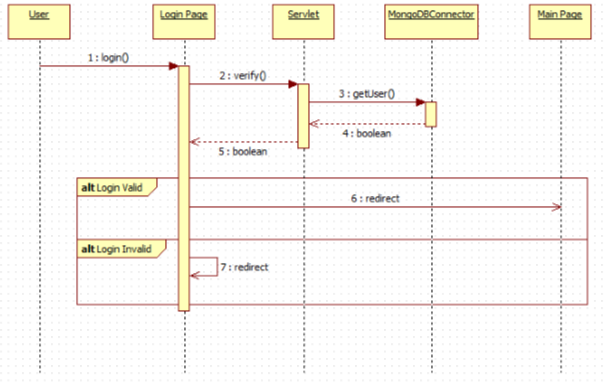 User
Login Page
Servlet
MongoDBConnector
Main Page
1 : login()
2 : verify()
3 : getUser()
4 : boolean
5 : boolean
alt Login Valid
6 : redirect
alt Login Invalid
7 : redirect